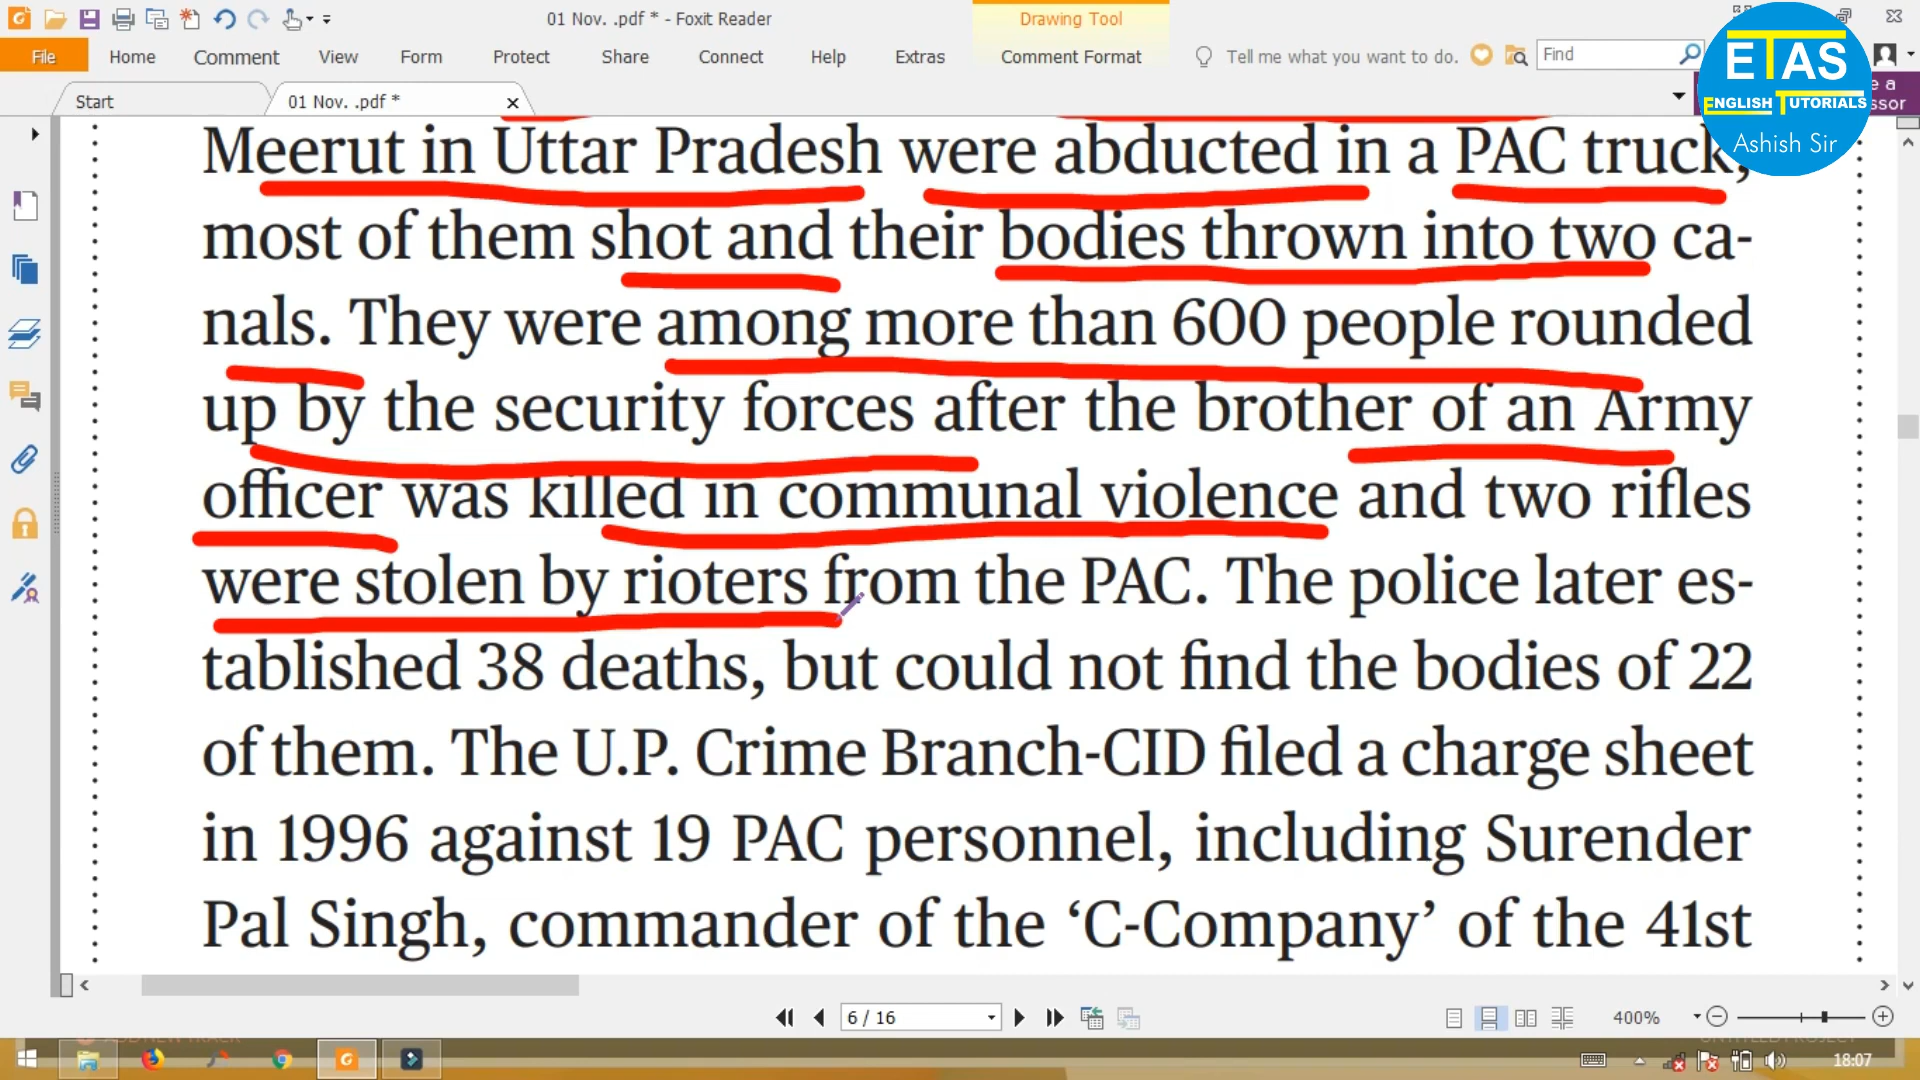 01 Nov. .pdf * - Foxit Reader
Drawing Tool
File Home Comment View Form Protect Share Connect Help Extras Comment Format Tell me what you want to do. Find
ETAS
ENGLISH TUTORIALS
Ashish Sir
Start 01 Nov. .pdf *
Meerut in Uttar Pradesh were abducted in a PAC truck,
most of them shot and their bodies thrown into two ca-
nals. They were among more than 600 people rounded
up by the security forces after the brother of an Army
officer was killed in communal violence and two rifles
were stolen by rioters from the PAC. The police later es-
tablished 38 deaths, but could not find the bodies of 22
of them. The U.P. Crime Branch-CID filed a charge sheet
in 1996 against 19 PAC personnel, including Surender
Pal Singh, commander of the ‘C-Company’ of the 41st
6 / 16
400%
18:07